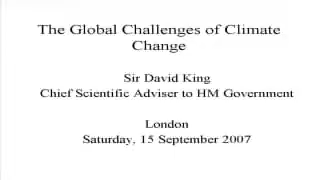 The Global Challenges of Climate
Change
Sir David King
Chief Scientific Adviser to HM Government
London
Saturday, 15 September 2007